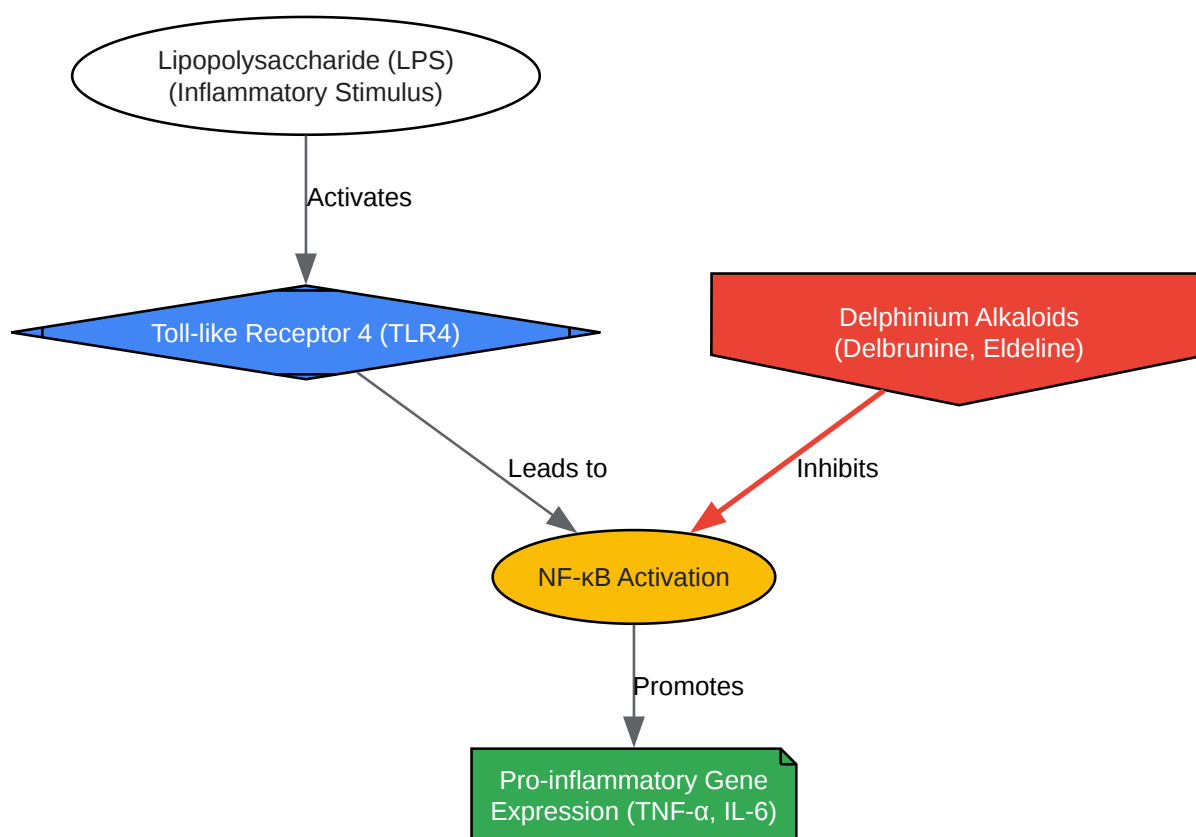 Lipopolysaccharide (LPS)
(Inflammatory Stimulus)
Activates
Toll-like Receptor 4 (TLR4)
Delphinium Alkaloids
(Delbrunine, Eldeline)
Leads to
Inhibits
NF-κB Activation
Promotes
Pro-inflammatory Gene
Expression (TNF-α, IL-6)